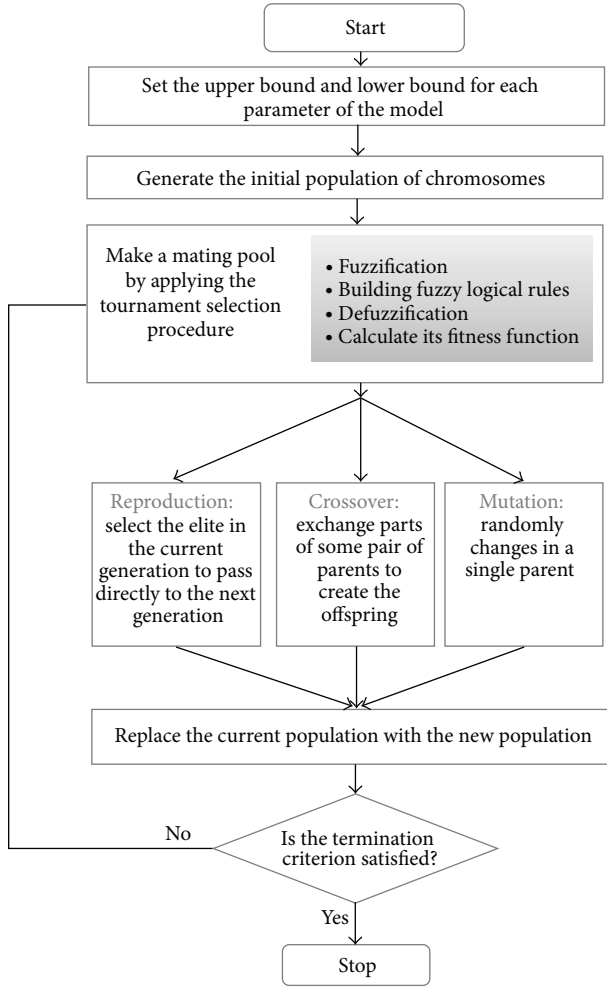 Start
Set the upper bound and lower bound for each
parameter of the model
Generate the initial population of chromosomes
Make a mating pool
by applying the
tournament selection
procedure
• Fuzzification
• Building fuzzy logical rules
• Defuzzification
• Calculate its fitness function
Reproduction:
select the elite in
the current
generation to pass
directly to the next
generation
Crossover:
exchange parts
of some pair of
parents to
create the
offspring
Mutation:
randomly
changes in a
single parent
Replace the current population with the new population
No
Is the termination
criterion satisfied?
Yes
Stop